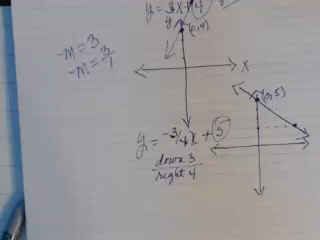 y = 3x + 4
y
(0,4)
-m = 3
-m = 3/1
x
y (0,5)
y = -3/4x + 5
down 3
right 4